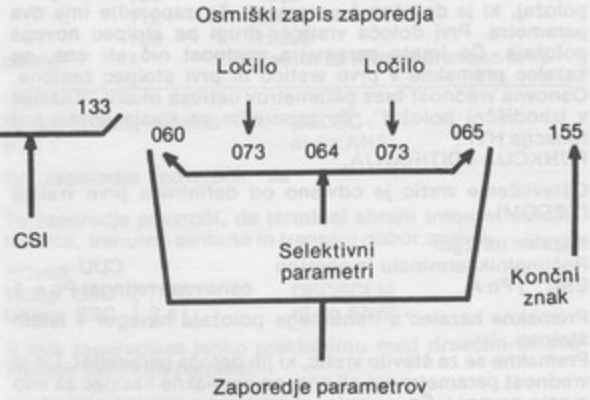 Osmiški zapis zaporedja
Ločilo Ločilo
133 060 073 064 073 065 155
CSI
Selektivni
parametri
Končni
znak
Zaporedje parametrov